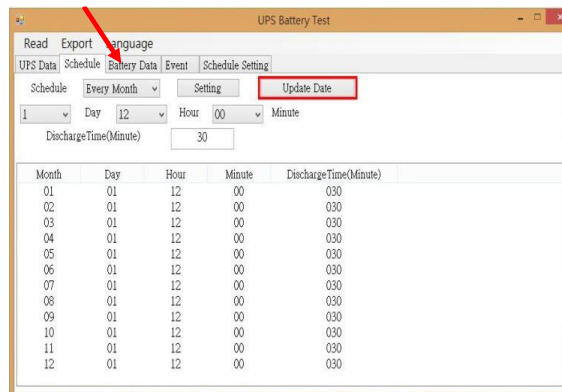 UPS Battery Test
Read Export Language
UPS Data Schedule Battery Data Event Schedule Setting
Schedule Every Month Setting Update Date
1 Day 12 Hour 00 Minute
DischargeTime(Minute) 30
Month Day Hour Minute DischargeTime(Minute)
01 01 12 00 030
02 01 12 00 030
03 01 12 00 030
04 01 12 00 030
05 01 12 00 030
06 01 12 00 030
07 01 12 00 030
08 01 12 00 030
09 01 12 00 030
10 01 12 00 030
11 01 12 00 030
12 01 12 00 030